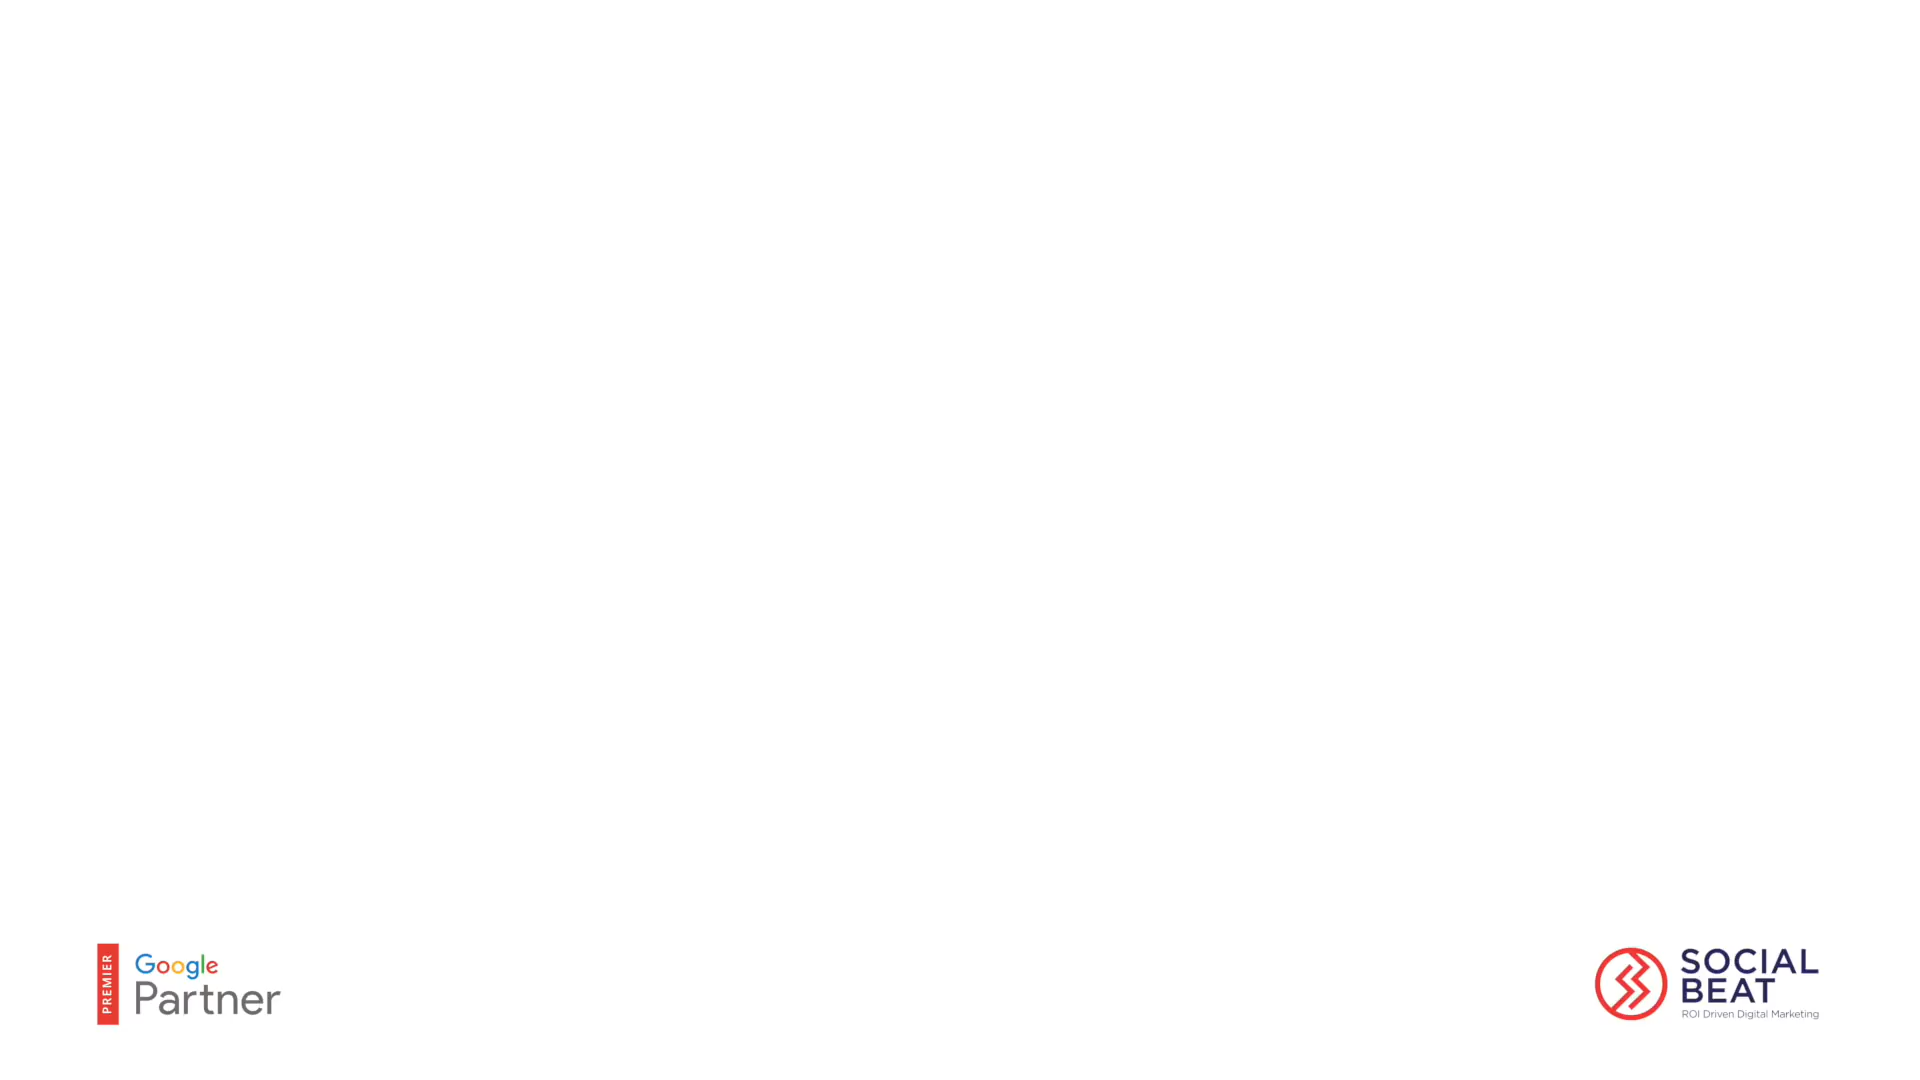 PREMIER
Google
Partner
SOCIAL
BEAT
ROI Driven Digital Marketing